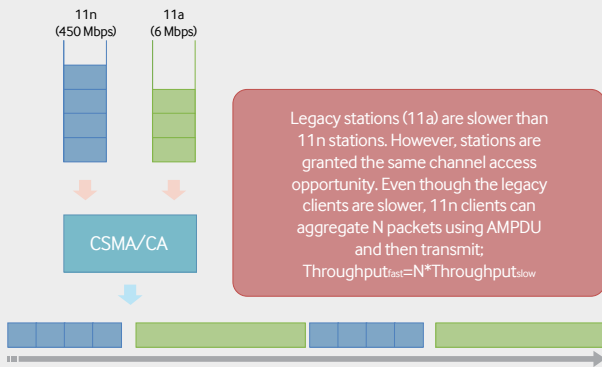 11n
(450 Mbps)
11a
(6 Mbps)
CSMA/CA
Legacy stations (11a) are slower than
11n stations. However, stations are
granted the same channel access
opportunity. Even though the legacy
clients are slower, 11n clients can
aggregate N packets using AMPDU
and then transmit;
Throughputfast=N*Throughputslow